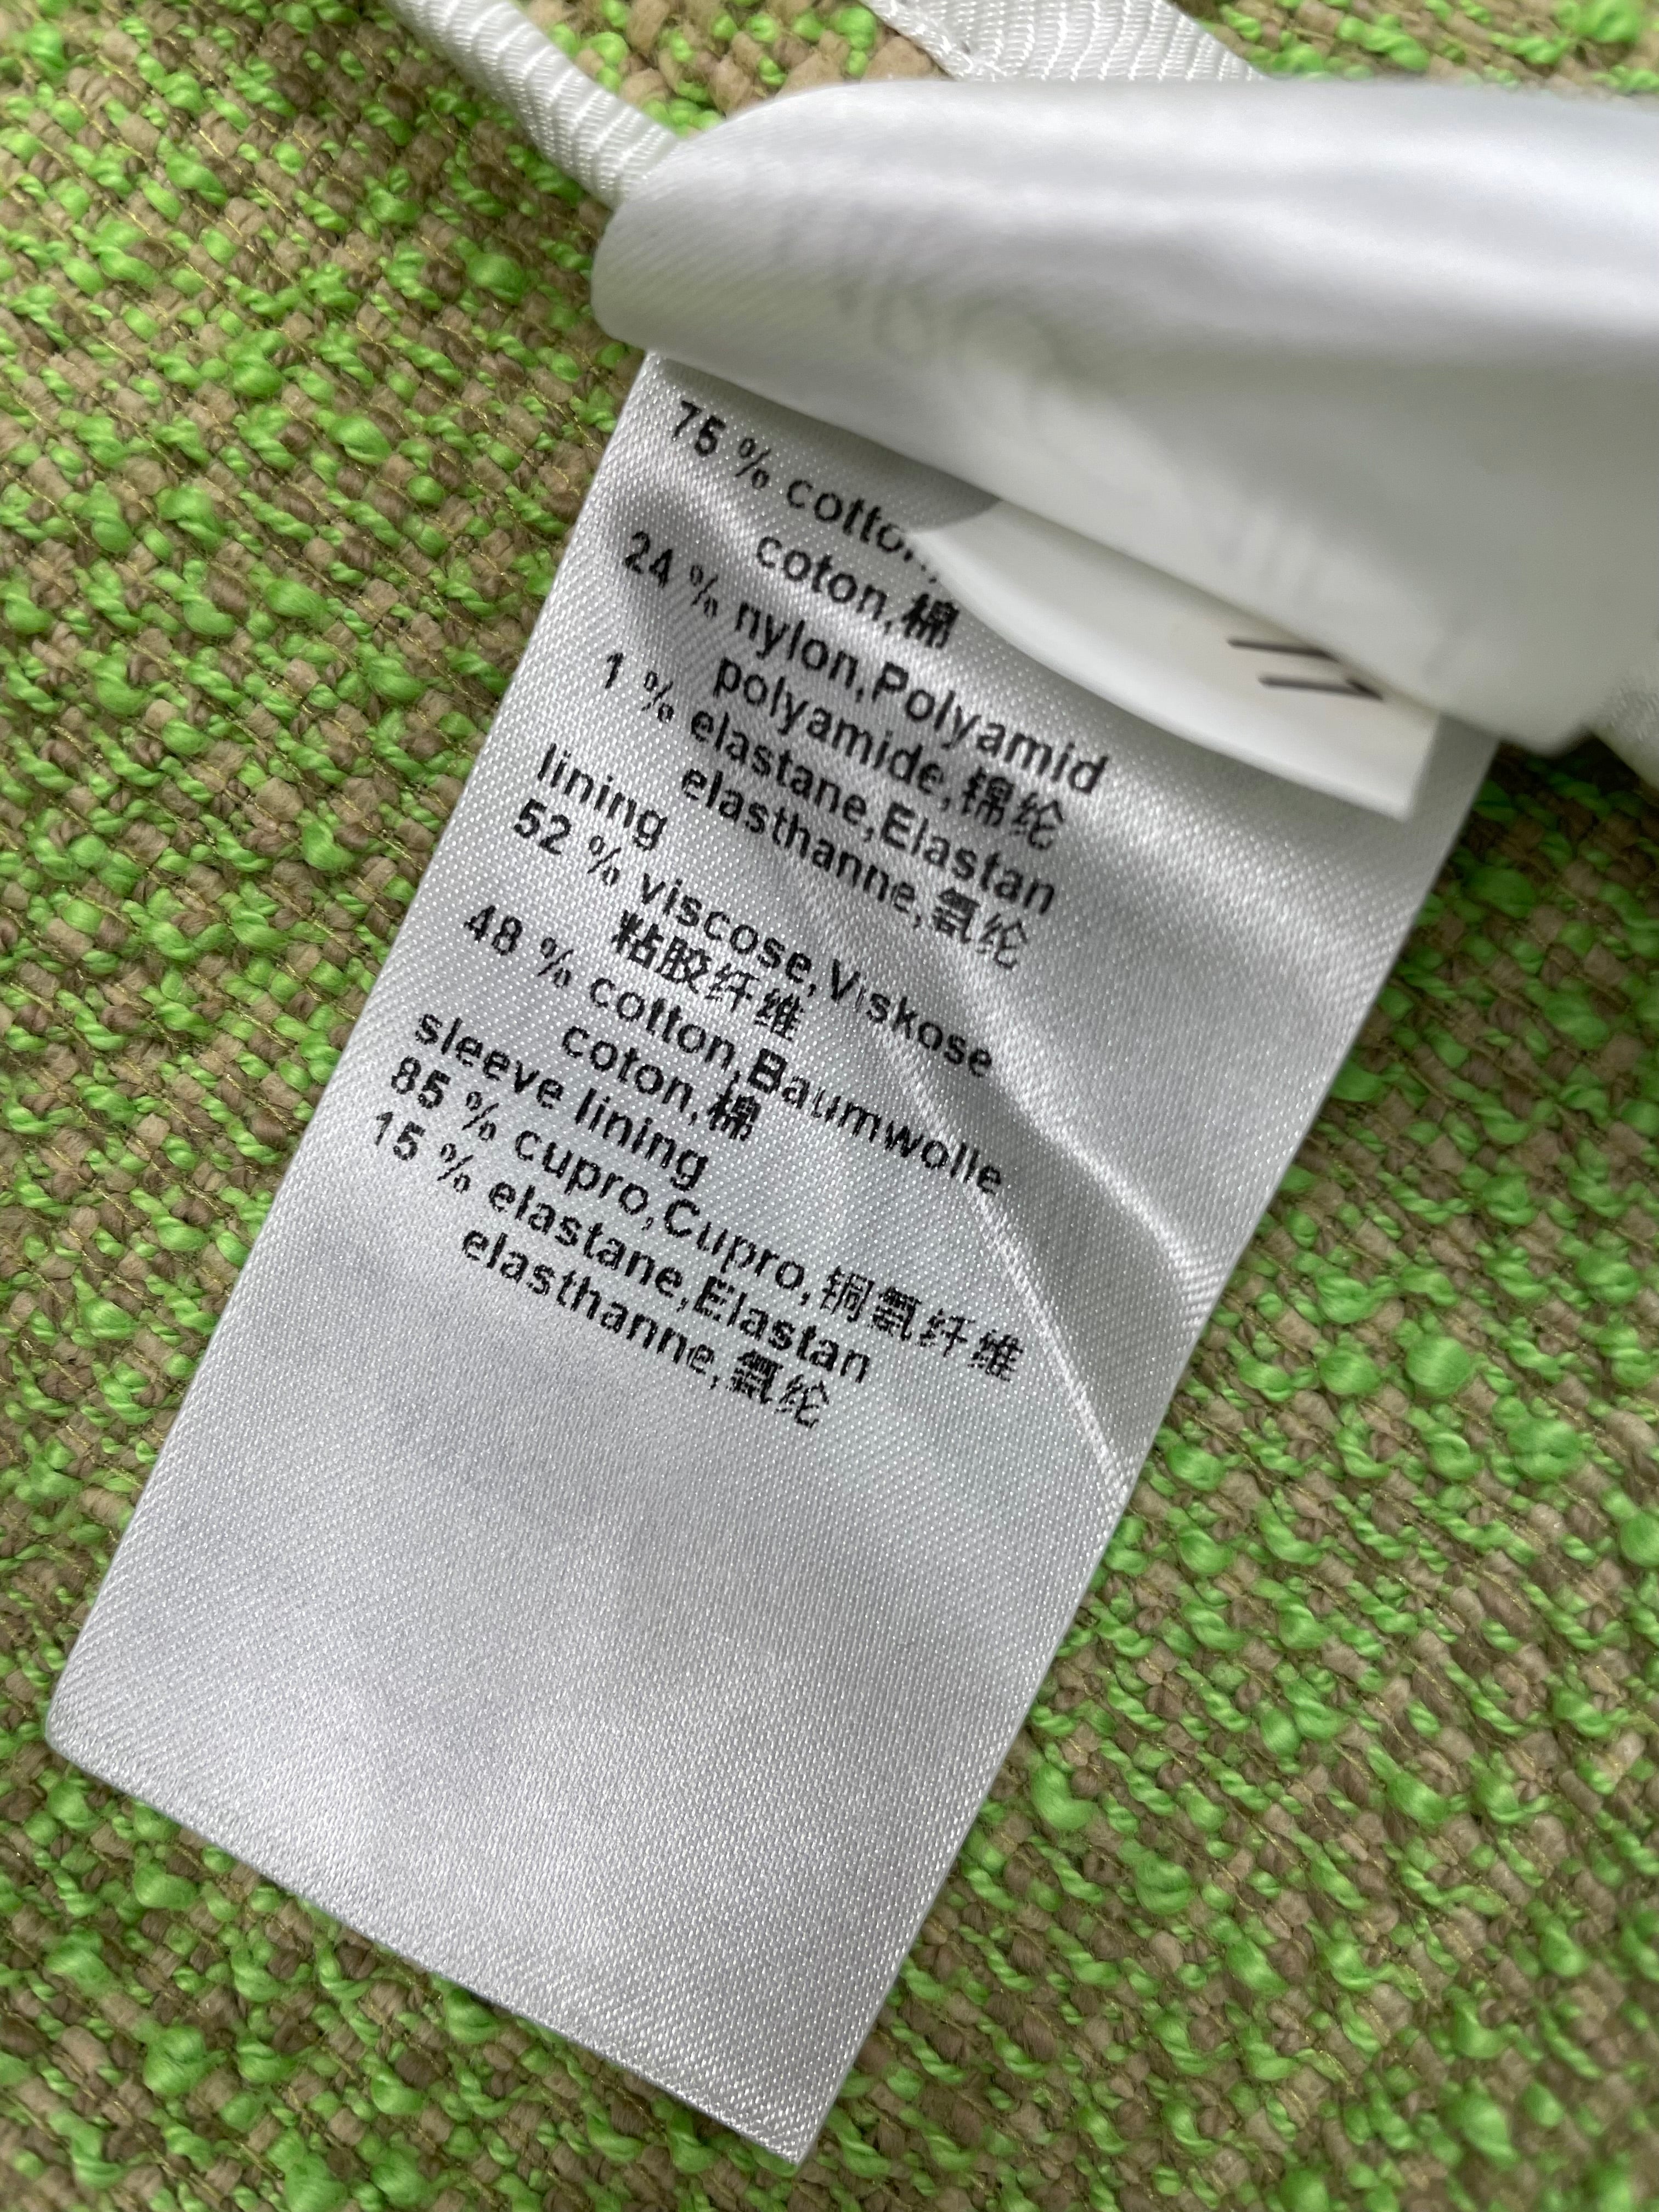 75 % cotton,
coton,棉
24 % nylon,Polyamid
polyamide,锦纶
1 % elastane,Elastan
elasthanne,氨纶
lining
52 % viscose,Viskose
粘胶纤维
48 % cotton,Baumwolle
coton,棉
sleeve lining
85 % cupro,Cupro,铜氨纤维
15 % elastane,Elastan
elasthanne,氨纶